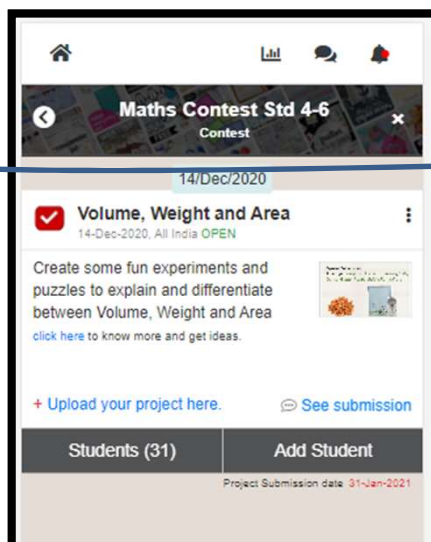 Maths Contest Std 4-6
Contest
14/Dec/2020
Volume, Weight and Area
14-Dec-2020, All India OPEN
Create some fun experiments and
puzzles to explain and differentiate
between Volume, Weight and Area
click here to know more and get ideas.
+ Upload your project here.
See submission
Students (31)
Add Student
Project Submission date 31-Jan-2021